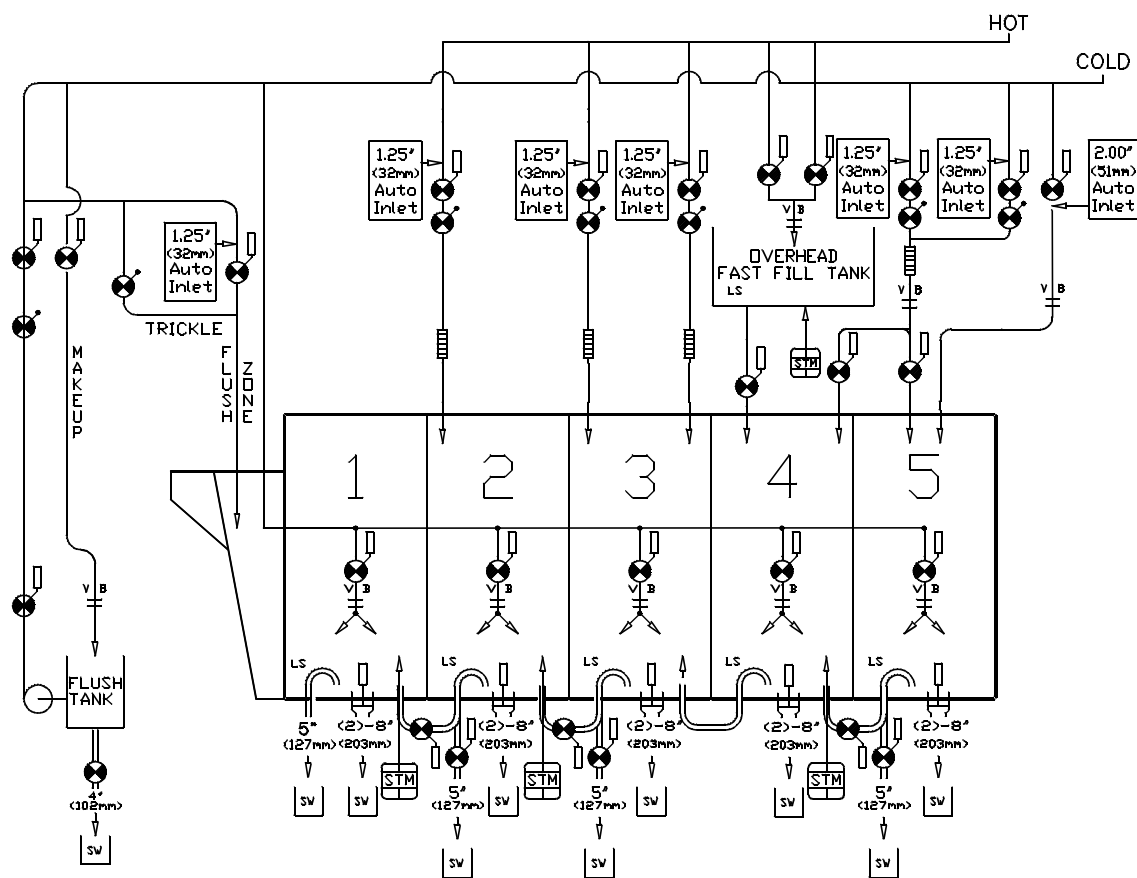 HOT
COLD
1.25"
(32mm)
Auto
Inlet
1.25"
(32mm)
Auto
Inlet
1.25"
(32mm)
Auto
Inlet
1.25"
(32mm)
Auto
Inlet
1.25"
(32mm)
Auto
Inlet
2.00"
(51mm)
Auto
Inlet
V B
1.25"
(32mm)
Auto
Inlet
OVERHEAD
FAST FILL TANK
LS
V B
V B
TRICKLE
MAKEUP
FLUSH
ZONE
STM
1
2
3
4
5
V B
V B
V B
V B
V B
V B
LS
LS
LS
LS
LS
FLUSH
TANK
5"
(127mm)
(2)-8"
(203mm)
(2)-8"
(203mm)
(2)-8"
(203mm)
(2)-8"
(203mm)
(2)-8"
(203mm)
STM
STM
STM
4"
(102mm)
5"
(127mm)
5"
(127mm)
5"
(127mm)
SW
SW
SW
SW
SW
SW
SW
SW
SW
SW